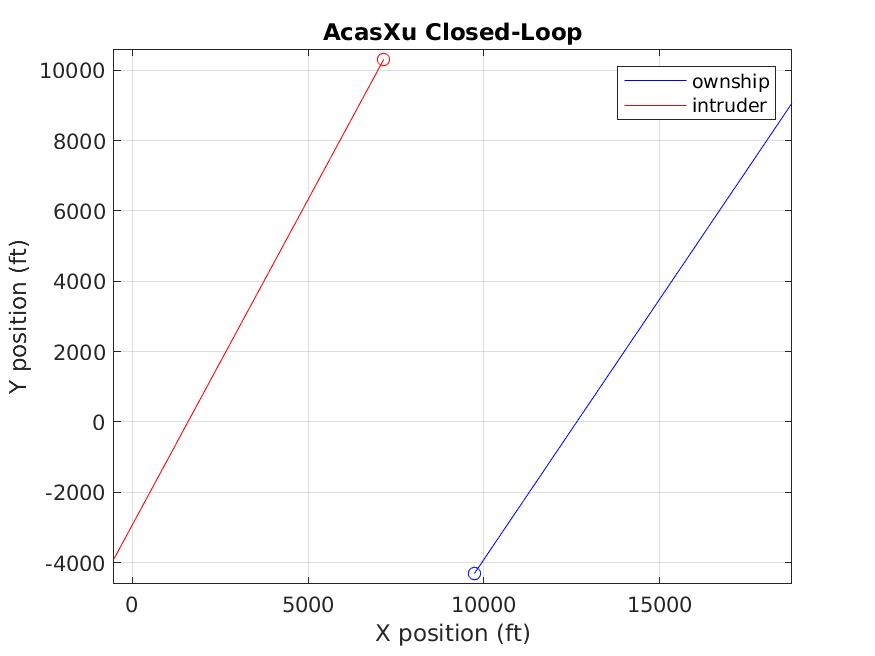 AcasXu Closed-Loop
10000
8000
6000
4000
2000
0
-2000
-4000
Y position (ft)
ownship
intruder
0
5000
10000
15000
X position (ft)